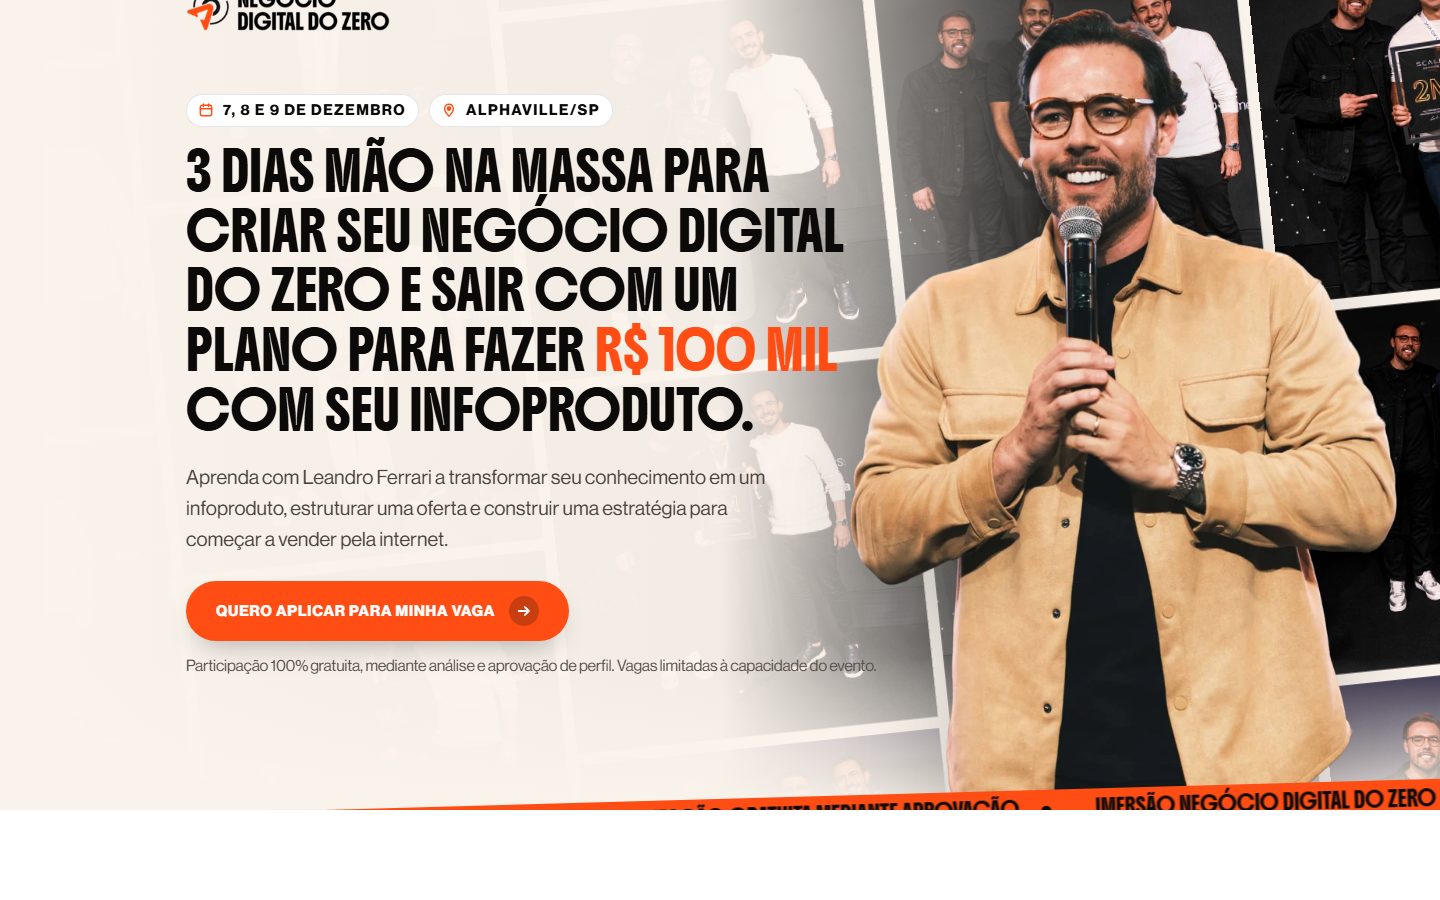 NEGÓCIO
DIGITAL DO ZERO
7, 8 E 9 DE DEZEMBRO
ALPHAVILLE/SP
3 DIAS MÃO NA MASSA PARA
CRIAR SEU NEGÓCIO DIGITAL
DO ZERO E SAIR COM UM
PLANO PARA FAZER R$ 100 MIL
COM SEU INFOPRODUTO.
Aprenda com Leandro Ferrari a transformar seu conhecimento em um
infoproduto, estruturar uma oferta e construir uma estratégia para
começar a vender pela internet.
QUERO APLICAR PARA MINHA VAGA
Participação 100% gratuita, mediante análise e aprovação de perfil. Vagas limitadas à capacidade do evento.
GRATUITA MEDIANTE APROVAÇÃO • IMERSÃO NEGÓCIO DIGITAL DO ZERO